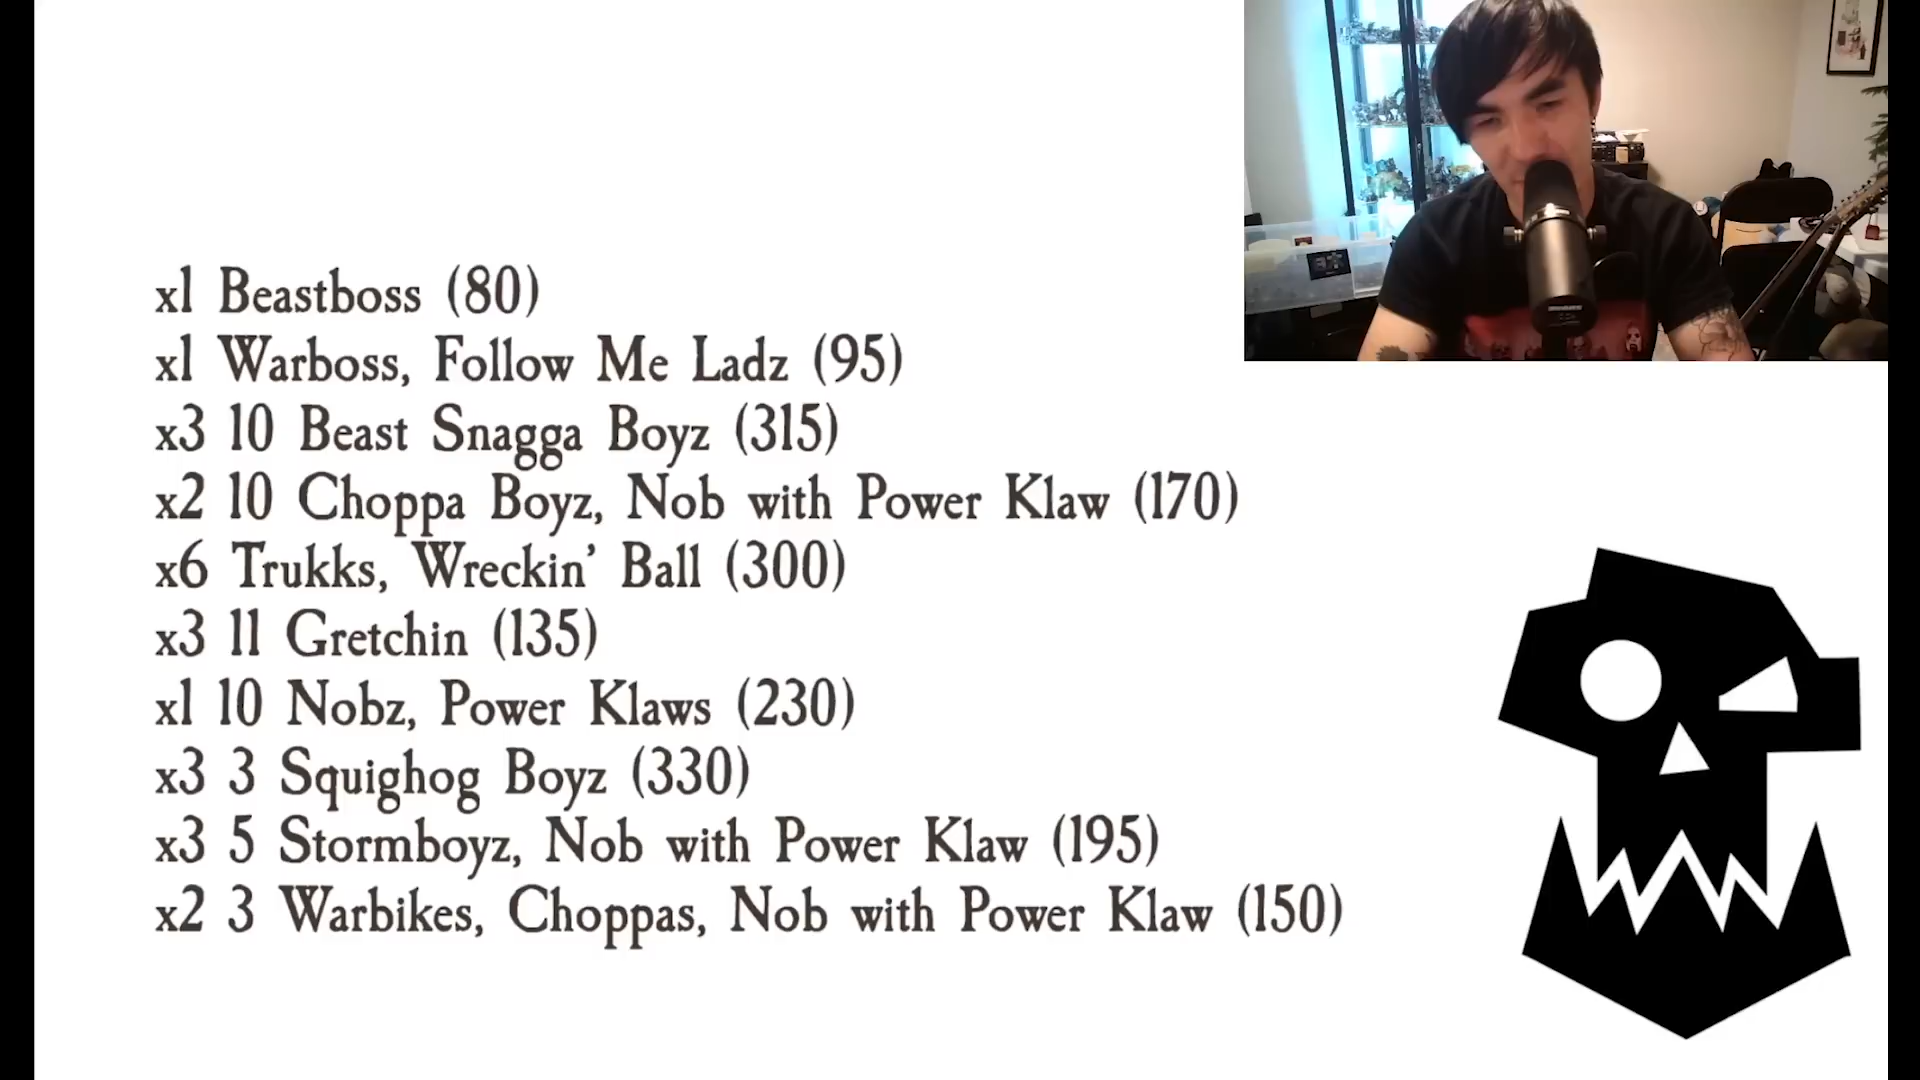 x1 Beastboss (80)
x1 Warboss, Follow Me Ladz (95)
x3 10 Beast Snagga Boyz (315)
x2 10 Choppa Boyz, Nob with Power Klaw (170)
x6 Trukks, Wreckin’ Ball (300)
x3 11 Gretchin (135)
x1 10 Nobz, Power Klaws (230)
x3 3 Squighog Boyz (330)
x3 5 Stormboyz, Nob with Power Klaw (195)
x2 3 Warbikes, Choppas, Nob with Power Klaw (150)